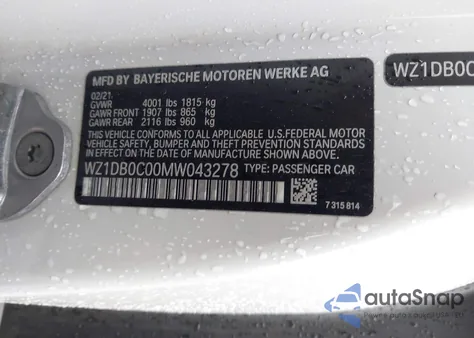 MFD BY BAYERISCHE MOTOREN WERKE AG
02/21
GVWR 4001 lbs 1815 kg
GAWR FRONT 1907 lbs 865 kg
GAWR REAR 2116 lbs 960 kg
THIS VEHICLE CONFORMS TO ALL APPLICABLE U.S. FEDERAL MOTOR
VEHICLE SAFETY, BUMPER, AND THEFT PREVENTION STANDARDS
IN EFFECT ON THE DATE OF MANUFACTURE SHOWN ABOVE.
WZ1DB0C00MW043278 TYPE: PASSENGER CAR
7 315 814
WZ1DB0C
autoSnap